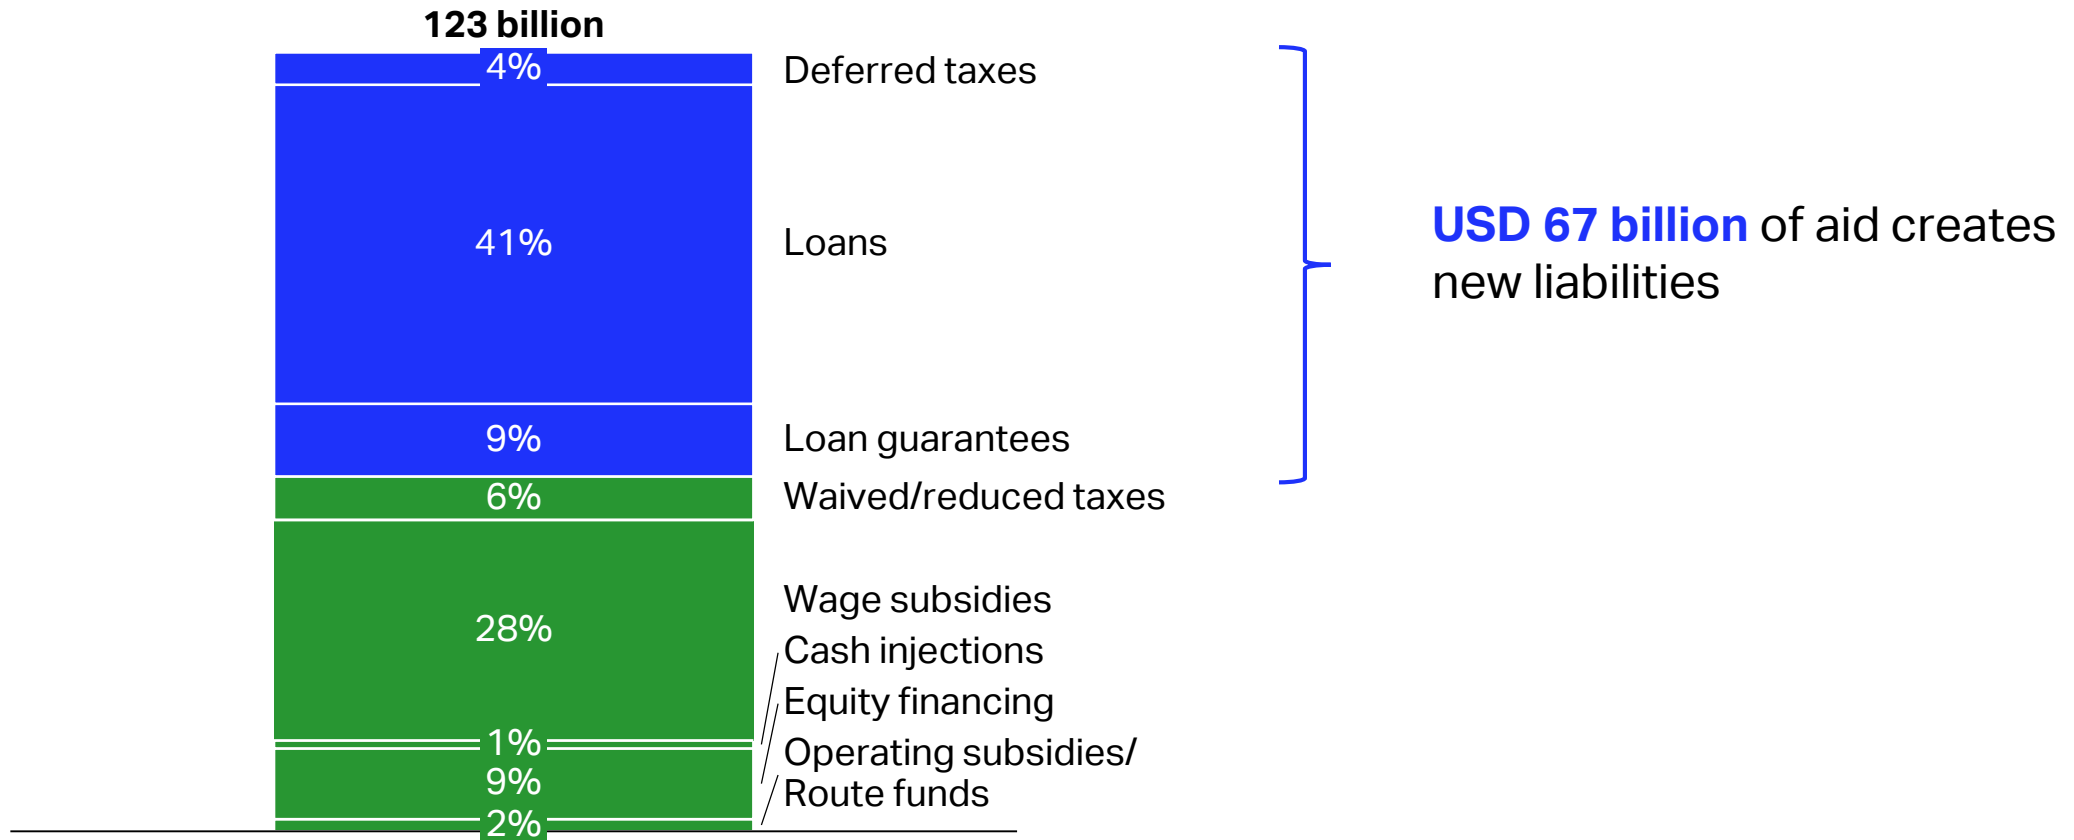 123 billion
4%
Deferred taxes
41%
Loans
9%
Loan guarantees
6%
Waived/reduced taxes
28%
Wage subsidies
Cash injections
1%
Equity financing
9%
Operating subsidies/
Route funds
2%
USD 67 billion of aid creates
new liabilities